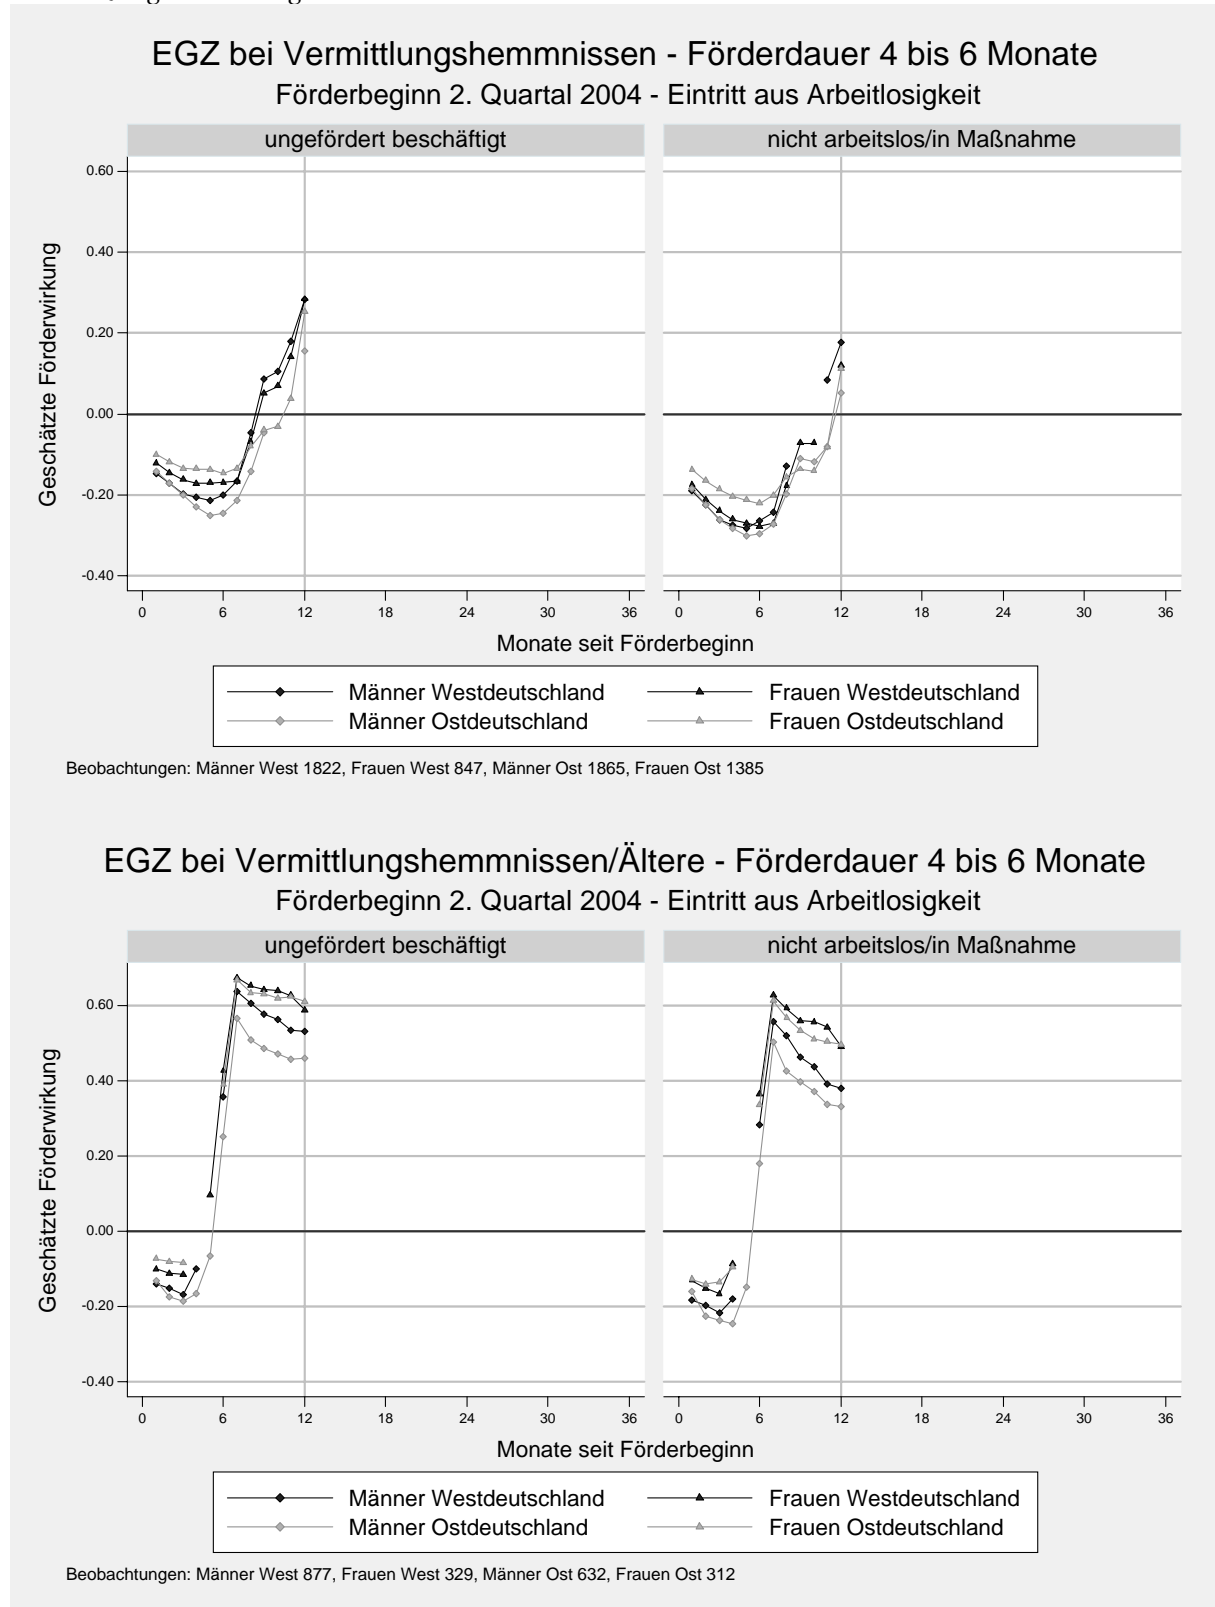 EGZ bei Vermittlungshemmnissen - Förderdauer 4 bis 6 Monate
Förderbeginn 2. Quartal 2004 - Eintritt aus Arbeitlosigkeit
ungefördert beschäftigt
nicht arbeitslos/in Maßnahme
Geschätzte Förderwirkung
0.60
0.40
0.20
0.00
-0.20
-0.40
0 6 12 18 24 30 36
0 6 12 18 24 30 36
Monate seit Förderbeginn
Männer Westdeutschland
Frauen Westdeutschland
Männer Ostdeutschland
Frauen Ostdeutschland
Beobachtungen: Männer West 1822, Frauen West 847, Männer Ost 1865, Frauen Ost 1385
EGZ bei Vermittlungshemmnissen/Ältere - Förderdauer 4 bis 6 Monate
Förderbeginn 2. Quartal 2004 - Eintritt aus Arbeitlosigkeit
ungefördert beschäftigt
nicht arbeitslos/in Maßnahme
Geschätzte Förderwirkung
0.60
0.40
0.20
0.00
-0.20
-0.40
0 6 12 18 24 30 36
0 6 12 18 24 30 36
Monate seit Förderbeginn
Männer Westdeutschland
Frauen Westdeutschland
Männer Ostdeutschland
Frauen Ostdeutschland
Beobachtungen: Männer West 877, Frauen West 329, Männer Ost 632, Frauen Ost 312